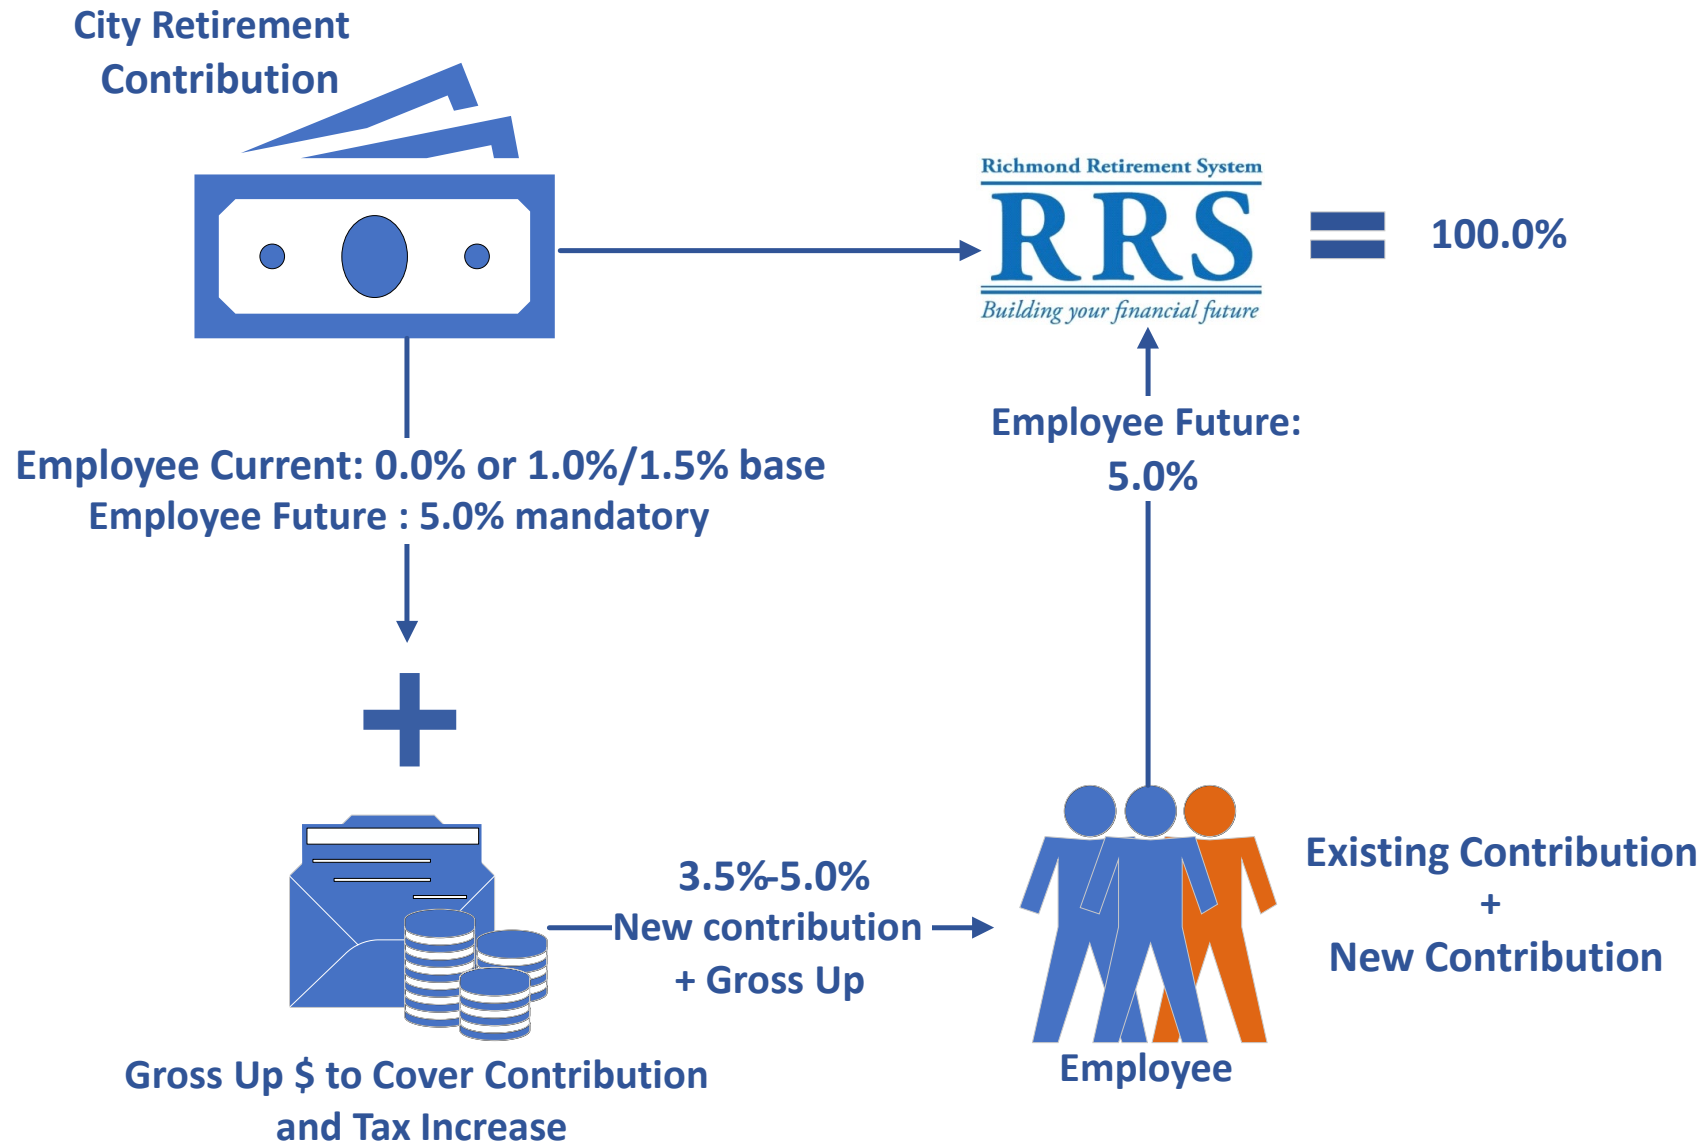 City Retirement
Contribution
Richmond Retirement System
RRS
Building your financial future
100.0%
Employee Current: 0.0% or 1.0%/1.5% base
Employee Future : 5.0% mandatory
Employee Future:
5.0%
3.5%-5.0%
New contribution
+ Gross Up
Existing Contribution
+
New Contribution
Gross Up $ to Cover Contribution
and Tax Increase
Employee